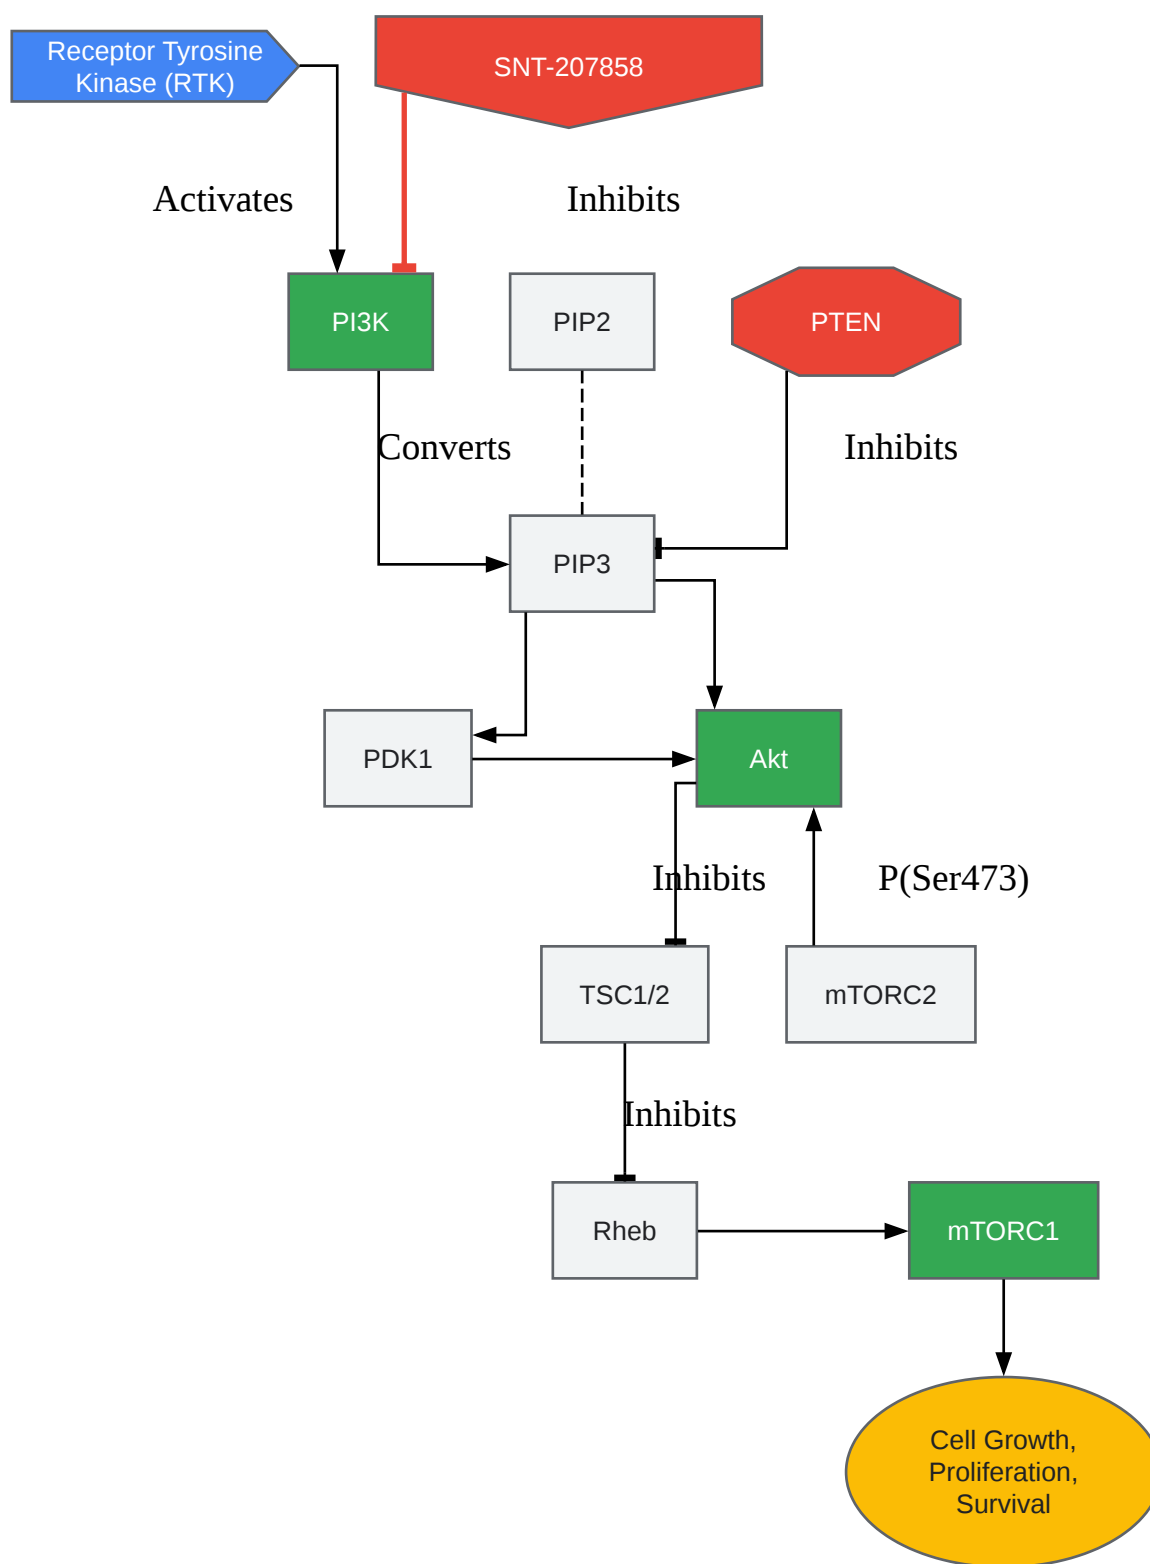 Receptor Tyrosine
Kinase (RTK)
SNT-207858
Activates
Inhibits
PI3K
PIP2
PTEN
Converts
Inhibits
PIP3
PDK1
Akt
Inhibits
P(Ser473)
TSC1/2
mTORC2
Inhibits
Rheb
mTORC1
Cell Growth,
Proliferation,
Survival